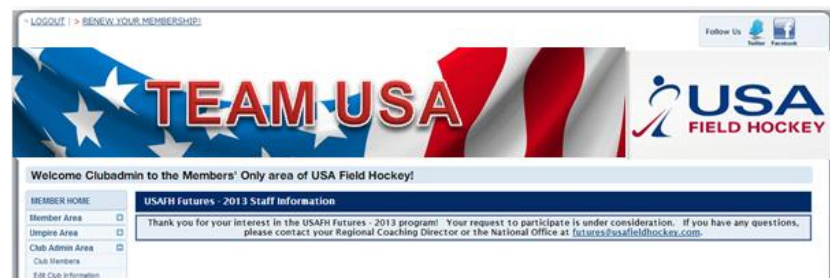 - LOGOUT | > RENEW YOUR MEMBERSHIP!
Follow Us
Twitter Facebook
TEAM USA
USA
FIELD HOCKEY
Welcome Clubadmin to the Members' Only area of USA Field Hockey!
MEMBER HOME
Member Area
Umpire Area
Club Admin Area
Club Members
Edit Club Information
USAFH Futures - 2013 Staff Information
Thank you for your interest in the USAFH Futures - 2013 program! Your request to participate is under consideration. If you have any questions,
please contact your Regional Coaching Director or the National Office at futures@usafieldhockey.com.